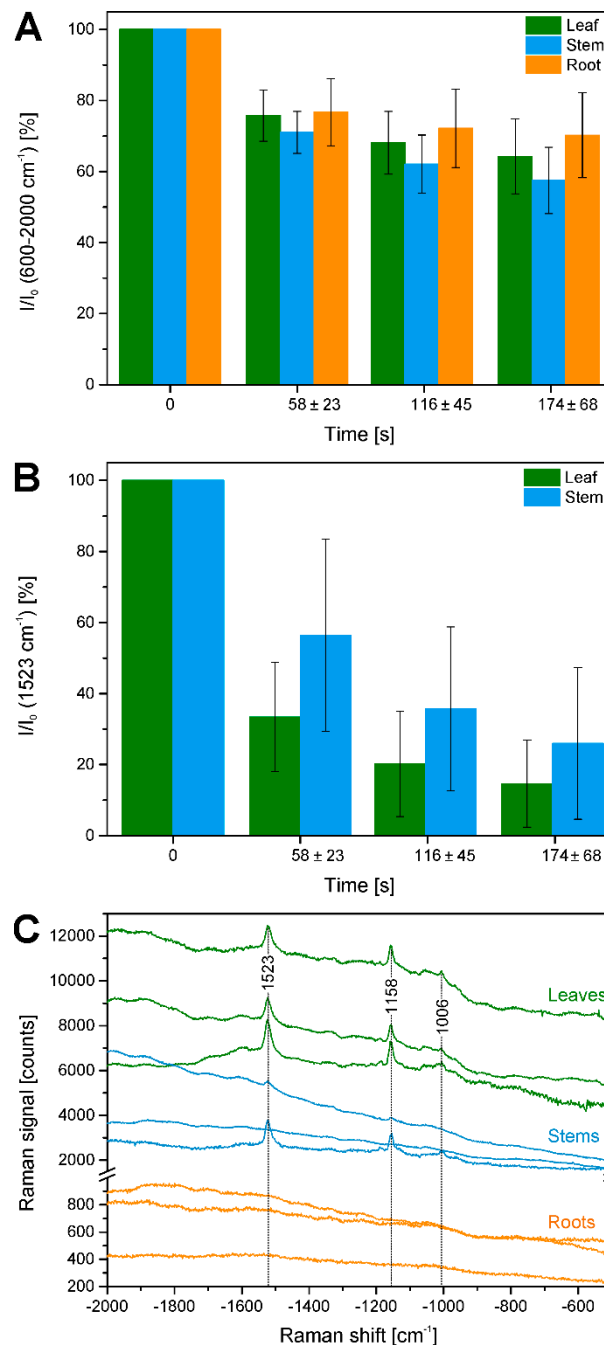 A
Leaf
Stem
Root
100
80
60
40
20
0
I/I₀ (600-2000 cm⁻¹) [%]
0 58 ± 23 116 ± 45 174 ± 68
Time [s]
B
Leaf
Stem
100
80
60
40
20
0
I/I₀ (1523 cm⁻¹) [%]
0 58 ± 23 116 ± 45 174 ± 68
Time [s]
C
12000
10000
8000
6000
4000
2000
800
600
400
200
Raman signal [counts]
1523
1158
1006
Leaves
Stems
Roots
-2000 -1800 -1600 -1400 -1200 -1000 -800 -600
Raman shift [cm⁻¹]